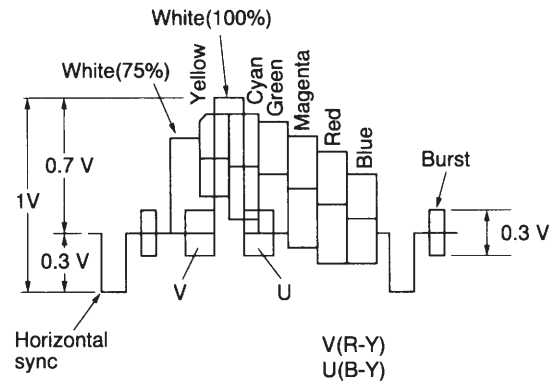 White(100%)
White(75%)
Yellow
Cyan
Green
Magenta
Red
Blue
Burst
0.7 V
1V
0.3 V
0.3 V
V
U
Horizontal
sync
V(R-Y)
U(B-Y)